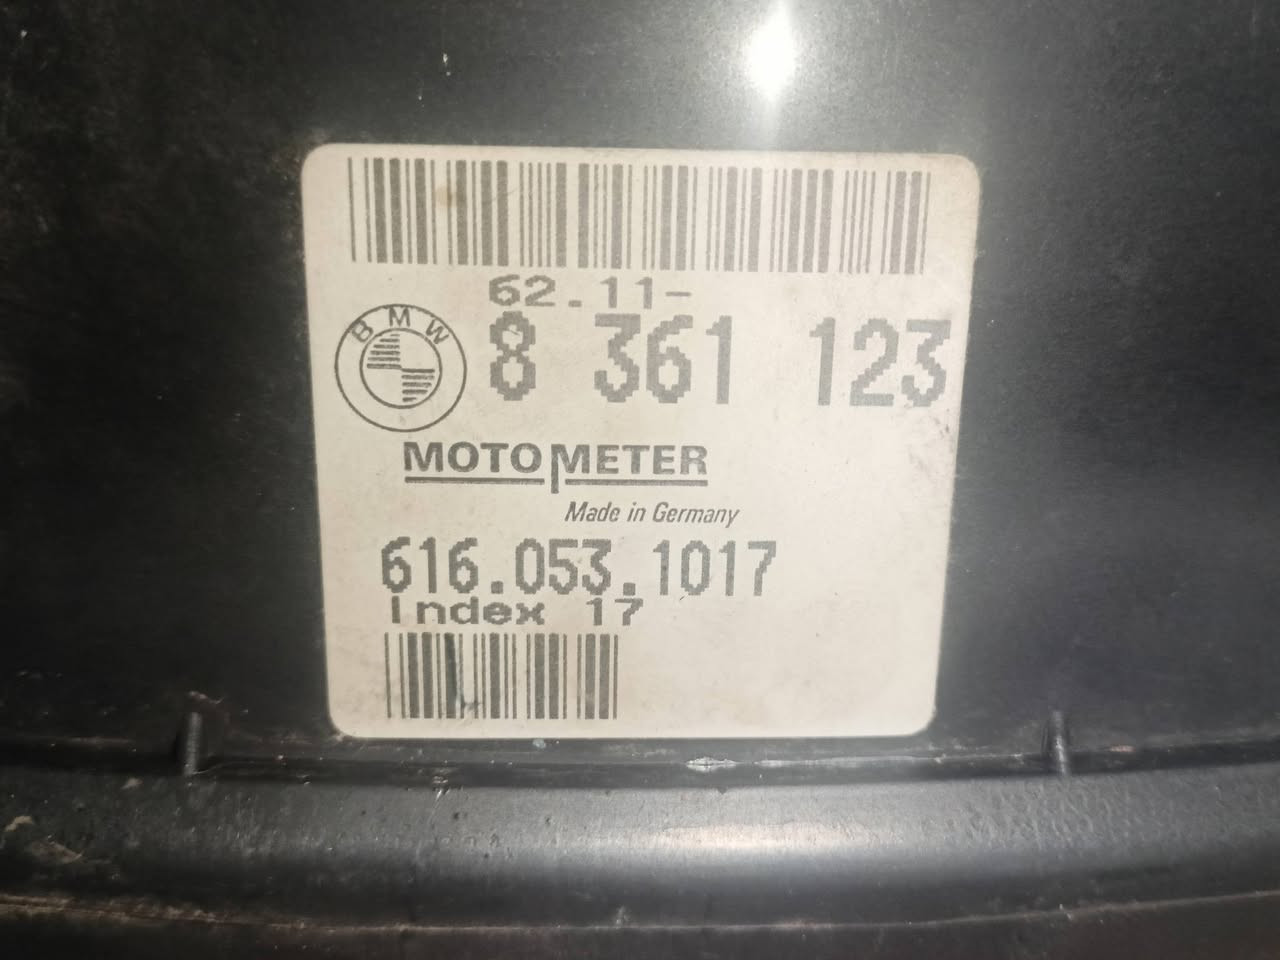 62.11-
BMW
8 361 123
MOTOMETER
Made in Germany
616.053.1017
Index 17